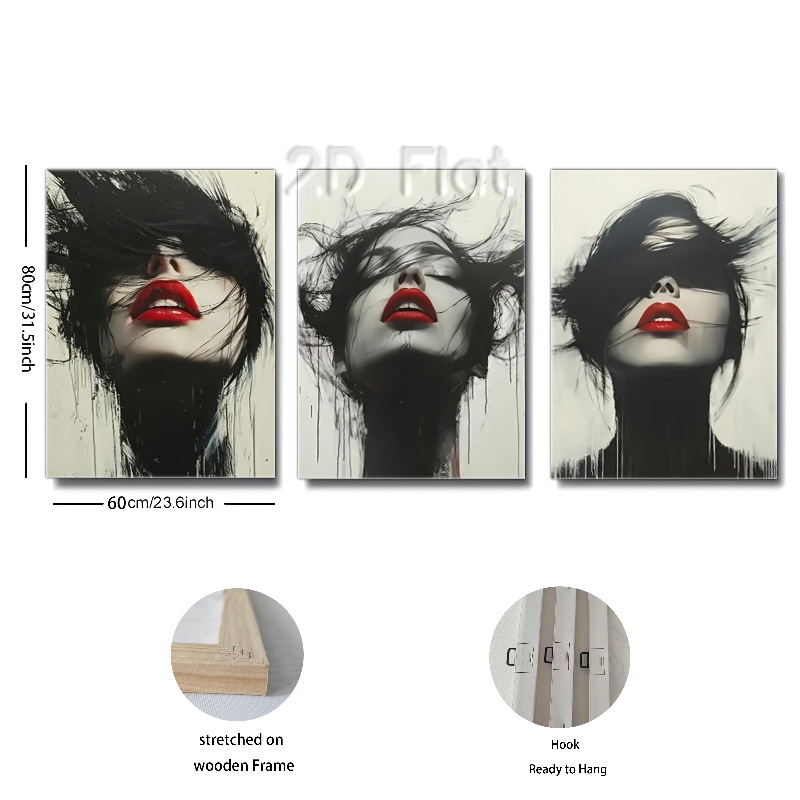 2D Flat
80cm/31.5inch
60cm/23.6inch
stretched on
wooden Frame
Hook
Ready to Hang